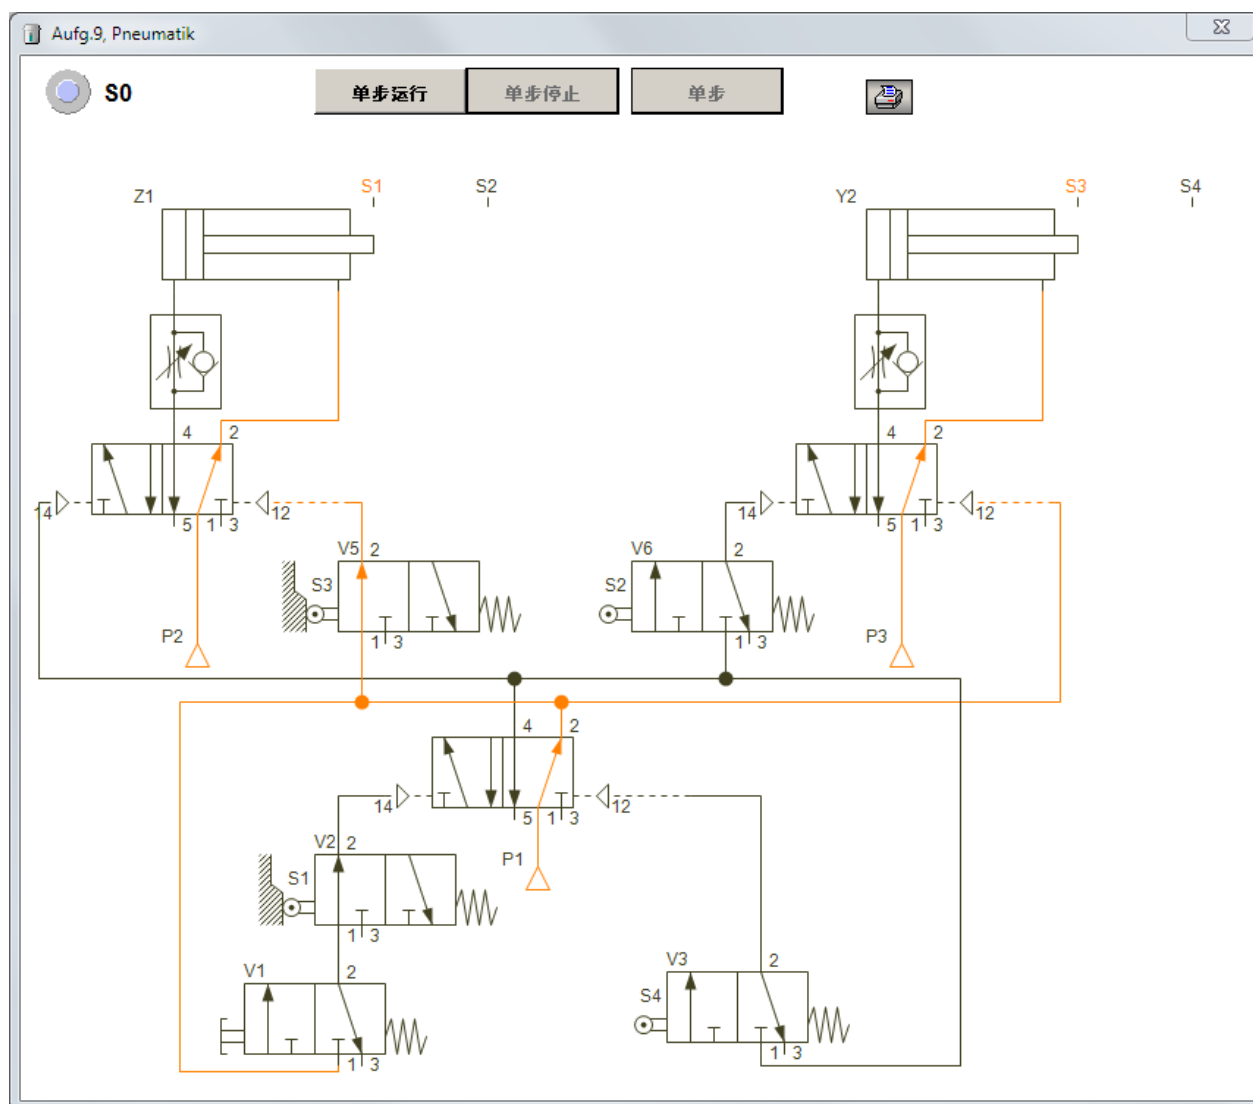 Aufg.9, Pneumatik
S0 单步运行 单步停止 单步
S1 S2 S3 S4
Z1 Y2
4 2 4 2
14 12 14 12
5 1 3 5 1 3
V5 2 V6 2
S3 S2
P2 1 3 1 3 P3
4 2
14 12
5 1 3
V2 2 P1
S1
1 3
V1 2 V3 2
S4
1 3 1 3